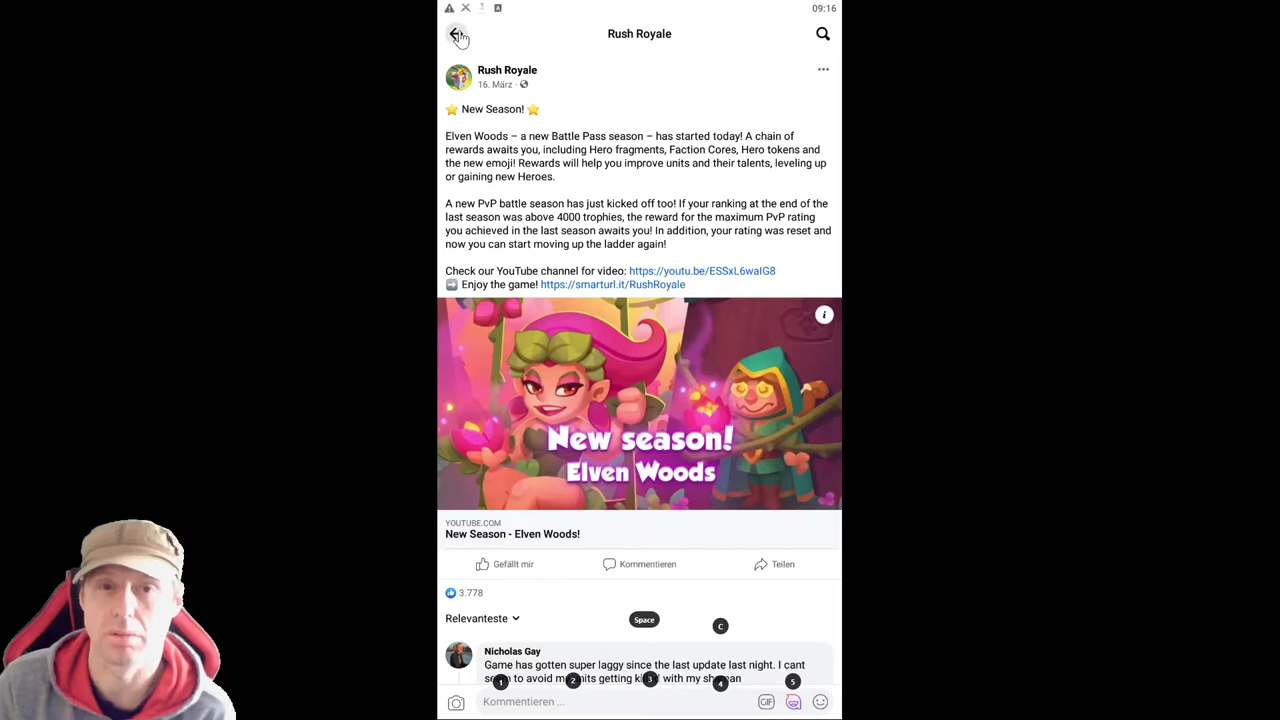 09:16
Rush Royale
Rush Royale
16. März ·
New Season!
Elven Woods – a new Battle Pass season – has started today! A chain of
rewards awaits you, including Hero fragments, Faction Cores, Hero tokens and
the new emoji! Rewards will help you improve units and their talents, leveling up
or gaining new Heroes.
A new PvP battle season has just kicked off too! If your ranking at the end of the
last season was above 4000 trophies, the reward for the maximum PvP rating
you achieved in the last season awaits you! In addition, your rating was reset and
now you can start moving up the ladder again!
Check our YouTube channel for video: https://youtu.be/ESSxL6waIG8
Enjoy the game! https://smarturl.it/RushRoyale
New season!
Elven Woods
YOUTUBE.COM
New Season - Elven Woods!
Gefällt mir Kommentieren Teilen
3.778
Relevanteste
Space
C
Nicholas Gay
Game has gotten super laggy since the last update last night. I cant
to avoid getting with my
1 2 3 4 5
Kommentieren ... GIF